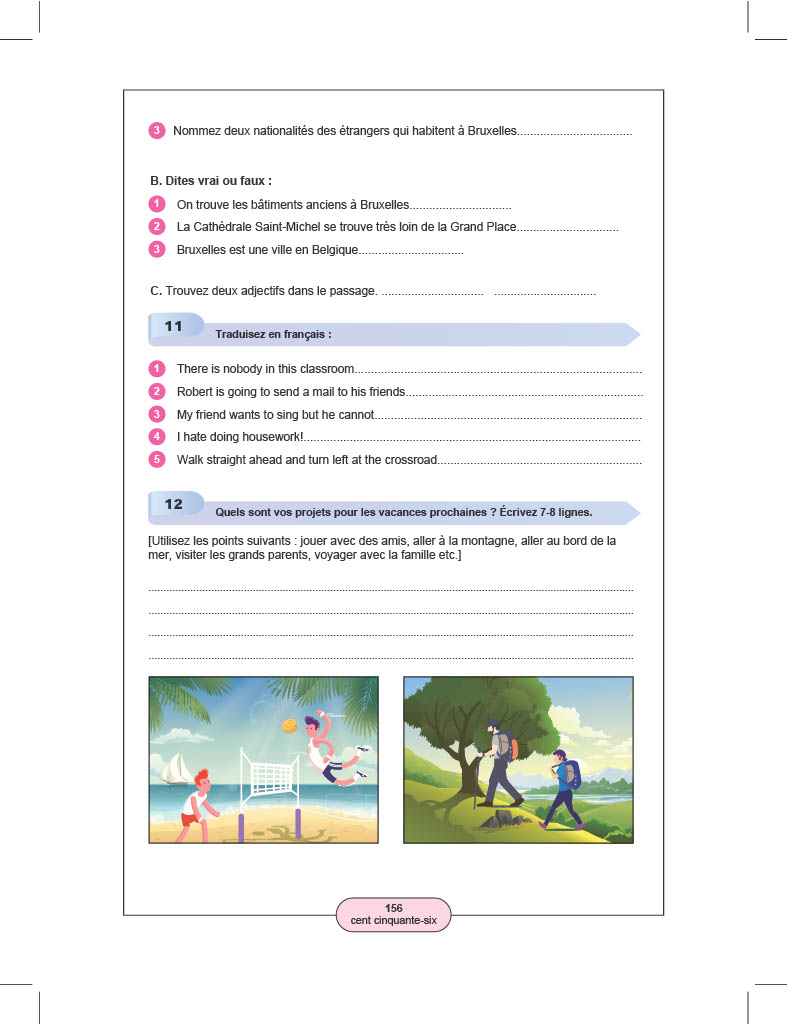 3 Nommez deux nationalités des étrangers qui habitent à Bruxelles...................................
B. Dites vrai ou faux :
1 On trouve les bâtiments anciens à Bruxelles...............................
2 La Cathédrale Saint-Michel se trouve très loin de la Grand Place...............................
3 Bruxelles est une ville en Belgique................................
C. Trouvez deux adjectifs dans le passage. ............................... ...............................
11 Traduisez en français :
1 There is nobody in this classroom.......................................................................................
2 Robert is going to send a mail to his friends........................................................................
3 My friend wants to sing but he cannot.................................................................................
4 I hate doing housework!......................................................................................................
5 Walk straight ahead and turn left at the crossroad..............................................................
12 Quels sont vos projets pour les vacances prochaines ? Écrivez 7-8 lignes.
[Utilisez les points suivants : jouer avec des amis, aller à la montagne, aller au bord de la
mer, visiter les grands parents, voyager avec la famille etc.]
156
cent cinquante-six